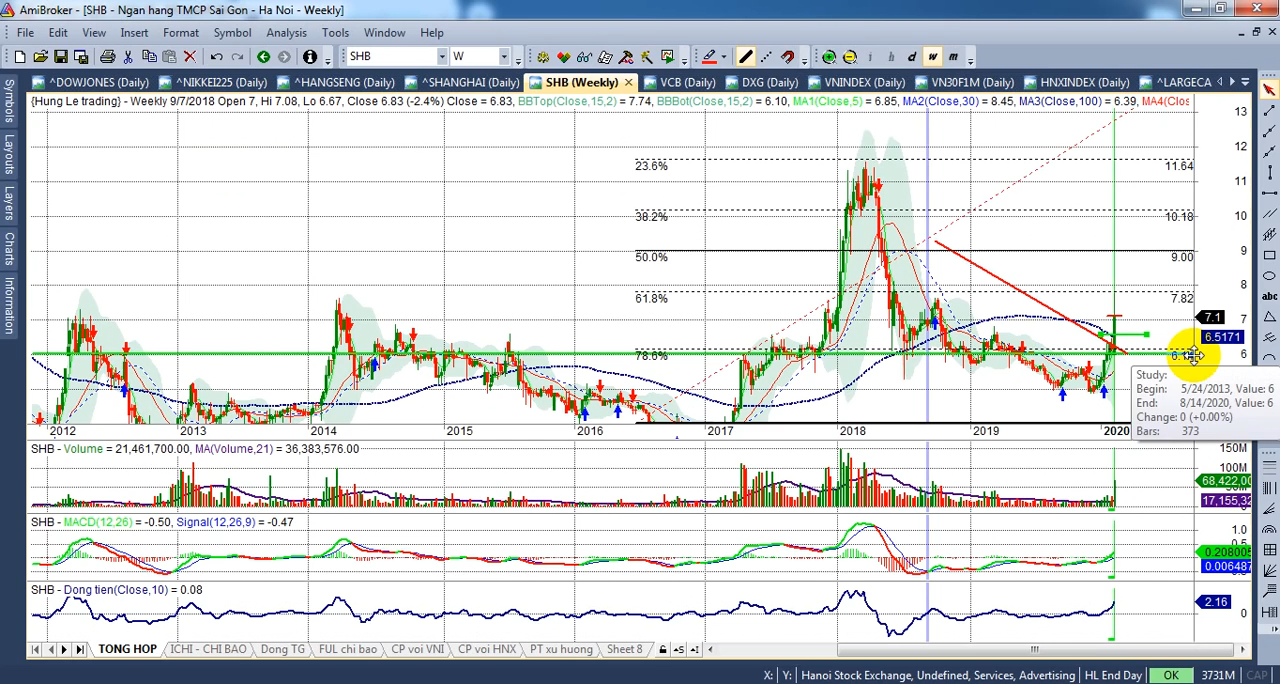 AmiBroker - [SHB - Ngan hang TMCP Sai Gon - Ha Noi - Weekly]
File Edit View Insert Format Symbol Analysis Tools Window Help
SHB W i h d w m
^DOWJONES (Daily) ^NIKKEI225 (Daily) ^HANGSENG (Daily) ^SHANGHAI (Daily) SHB (Weekly) VCB (Daily) DXG (Daily) VNINDEX (Daily) VN30F1M (Daily) HNXINDEX (Daily) ^LARGECA
Symbols
Layouts
Layers
Charts
Information
{Hung Le trading} - Weekly 9/7/2018 Open 7, Hi 7.08, Lo 6.67, Close 6.83 (-2.4%) Close = 6.83, BBTop(Close,15,2) = 7.74, BBBot(Close,15,2) = 6.10, MA1(Close,5) = 6.85, MA2(Close,30) = 8.45, MA3(Close,100) = 6.39, MA4(Clos
13
12
23.6% 11.64
11
38.2% 10.18 10
50.0% 9.00 9
61.8% 7.82 8
7.1 7
6.5171
78.6% 6
Study:
Begin: 5/24/2013, Value: 6
End: 8/14/2020, Value: 6
Change: 0 (+0.00%)
Bars: 373
2012 2013 2014 2015 2016 2017 2018 2019 2020
SHB - Volume = 21,461,700.00, MA(Volume,21) = 36,383,576.00
150M
100M
68,422,00
17,155,32
SHB - MACD(12,26) = -0.50, Signal(12,26,9) = -0.47
1.0
0.5
0.208005
0.006487
SHB - Dong tien(Close,10) = 0.08
2.16 0
TONG HOP ICHI - CHI BAO Dong TG FUL chi bao CP voi VNI CP voi HNX PT xu huong Sheet 8
abc
X: Y: Hanoi Stock Exchange, Undefined, Services, Advertising HL End Day OK 3731M CAP